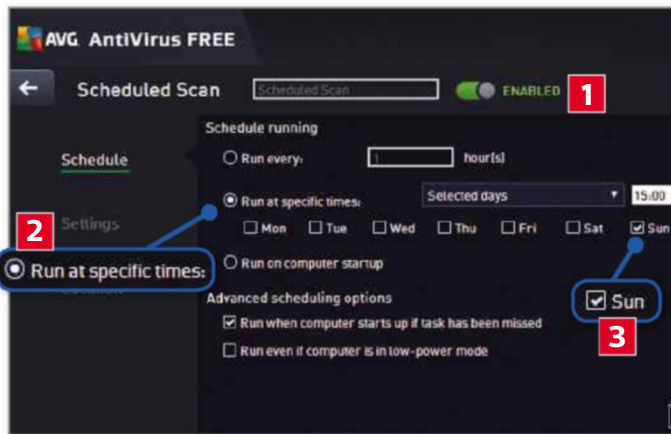 AVG. AntiVirus FREE
Scheduled Scan Scheduled Scan ENABLED 1
Schedule running
Schedule
Run every: 1 hour[s]
Run at specific times: Selected days 15:00
2 Settings
Mon Tue Wed Thu Fri Sat Sun
Run at specific times:
Run on computer startup
Advanced scheduling options
Sun
Run when computer starts up if task has been missed
3
Run even if computer is in low-power mode